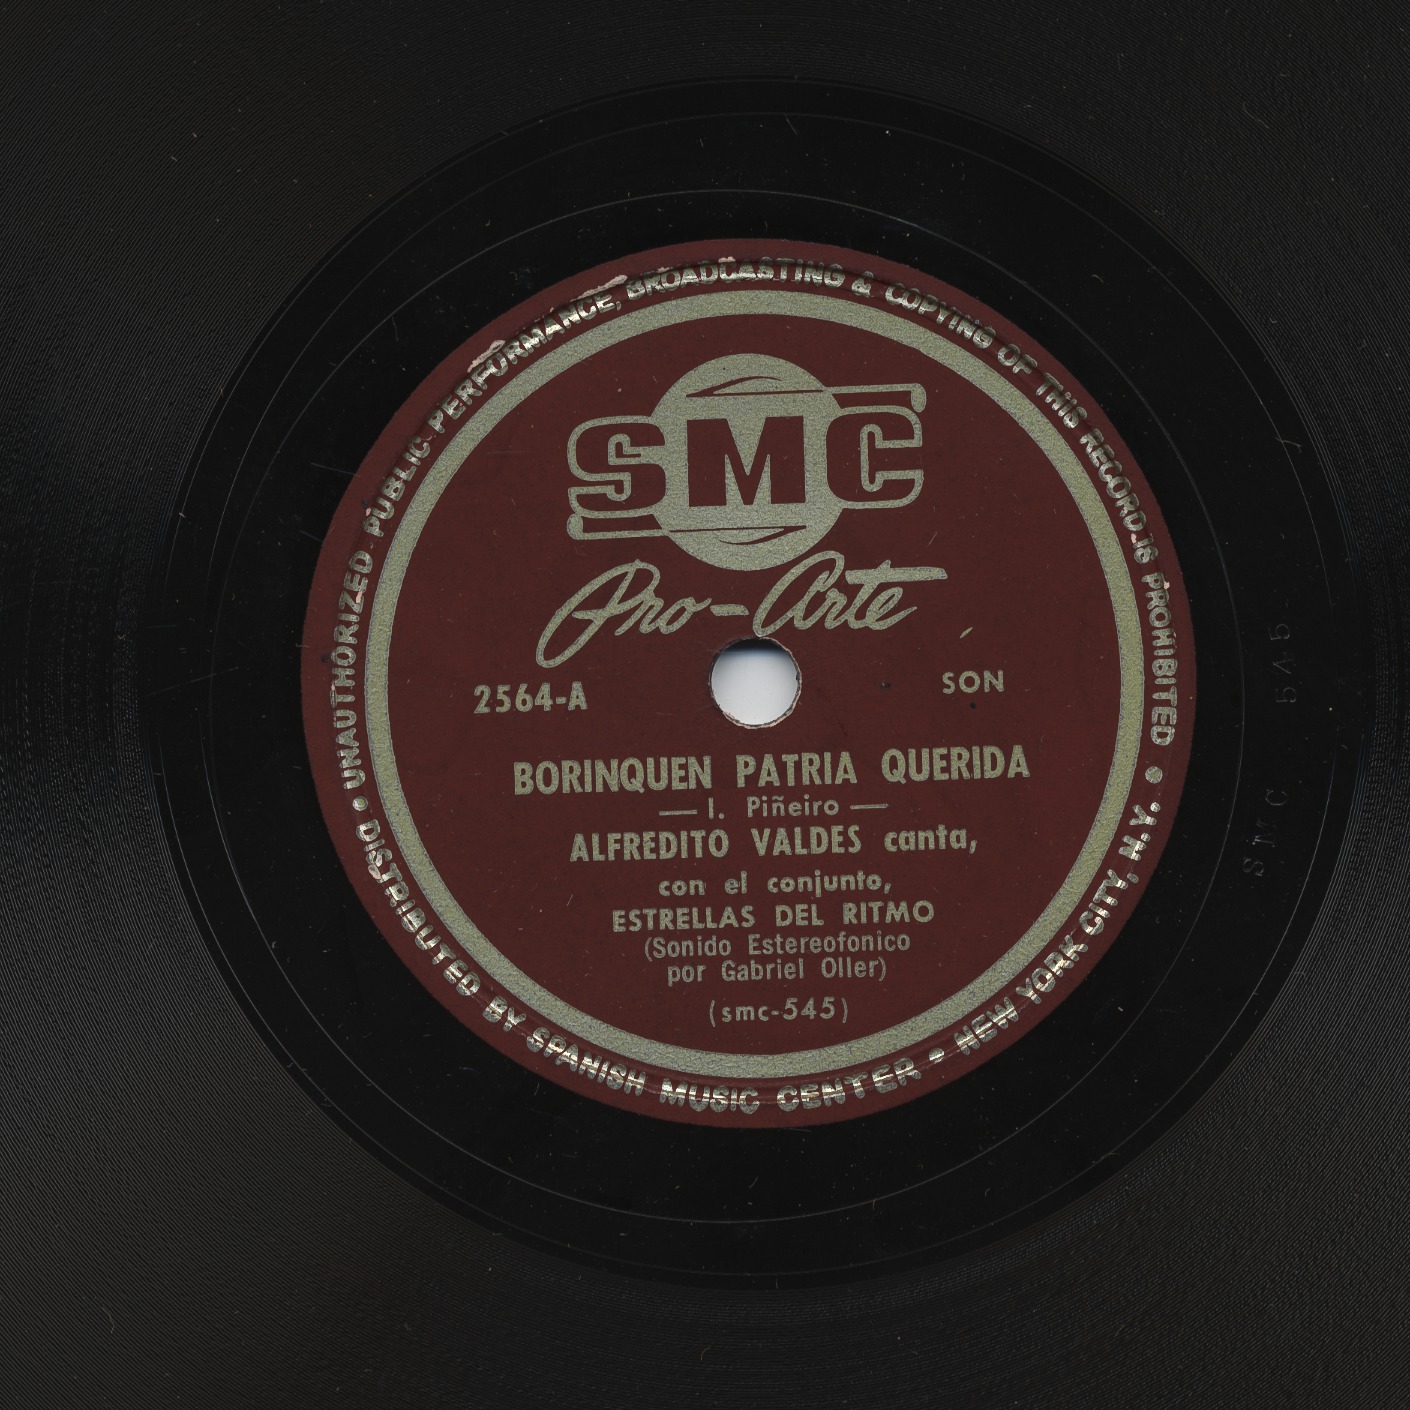 UNAUTHORIZED PUBLIC PERFORMANCE, BROADCASTING & COPYING OF THIS RECORD IS PROHIBITED •
SMC
Pro-Arte
2564-A
SON
BORINQUEN PATRIA QUERIDA
— I. Piñeiro —
ALFREDITO VALDES canta,
con el conjunto,
ESTRELLAS DEL RITMO
(Sonido Estereofonico
por Gabriel Oller)
(smc-545)
• DISTRIBUTED BY SPANISH MUSIC CENTER • NEW YORK CITY, N.Y.
SMC 545